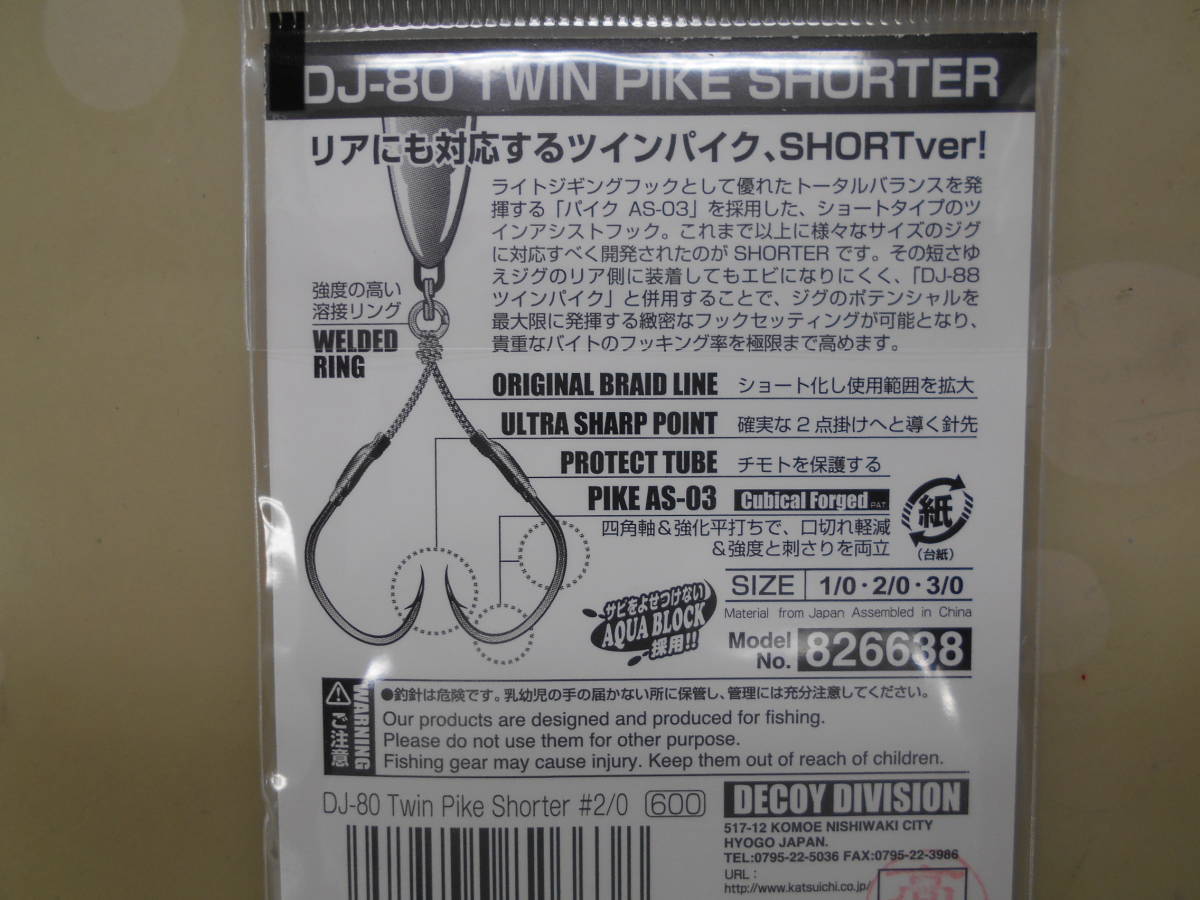 DJ-80 TWIN PIKE SHORTER
リアにも対応するツインパイク、SHORTver!
ライトジギングフックとして優れたトータルバランスを発
揮する「パイク AS-03」を採用した、ショートタイプのツ
インアシストフック。これまで以上に様々なサイズのジグ
に対応すべく開発されたのが SHORTER です。その短さゆ
えジグのリア側に装着してもエビになりにくく、「DJ-88
ツインパイク」と併用することで、ジグのポテンシャルを
最大限に発揮する緻密なフックセッティングが可能となり、
貴重なバイトのフッキング率を極限まで高めます。
強度の高い
溶接リング
WELDED
RING
ORIGINAL BRAID LINE ショート化し使用範囲を拡大
ULTRA SHARP POINT 確実な2点掛けへと導く針先
PROTECT TUBE チモトを保護する
PIKE AS-03 Cubical Forged PAT.
四角軸&強化平打ちで、口切れ軽減
&強度と刺さりを両立
紙
(台紙)
サビをよせつけない
AQUA BLOCK
採用!!
SIZE 1/0・2/0・3/0
Material from Japan Assembled in China
Model No. 826638
WARNING
ご注意
●釣針は危険です。乳幼児の手の届かない所に保管し、管理には充分注意してください。
Our products are designed and produced for fishing.
Please do not use them for other purpose.
Fishing gear may cause injury. Keep them out of reach of children.
DJ-80 Twin Pike Shorter #2/0 600
DECOY DIVISION
517-12 KOMOE NISHIWAKI CITY
HYOGO JAPAN.
TEL:0795-22-5036 FAX:0795-22-3986
URL :
http://www.katsuichi.co.jp/